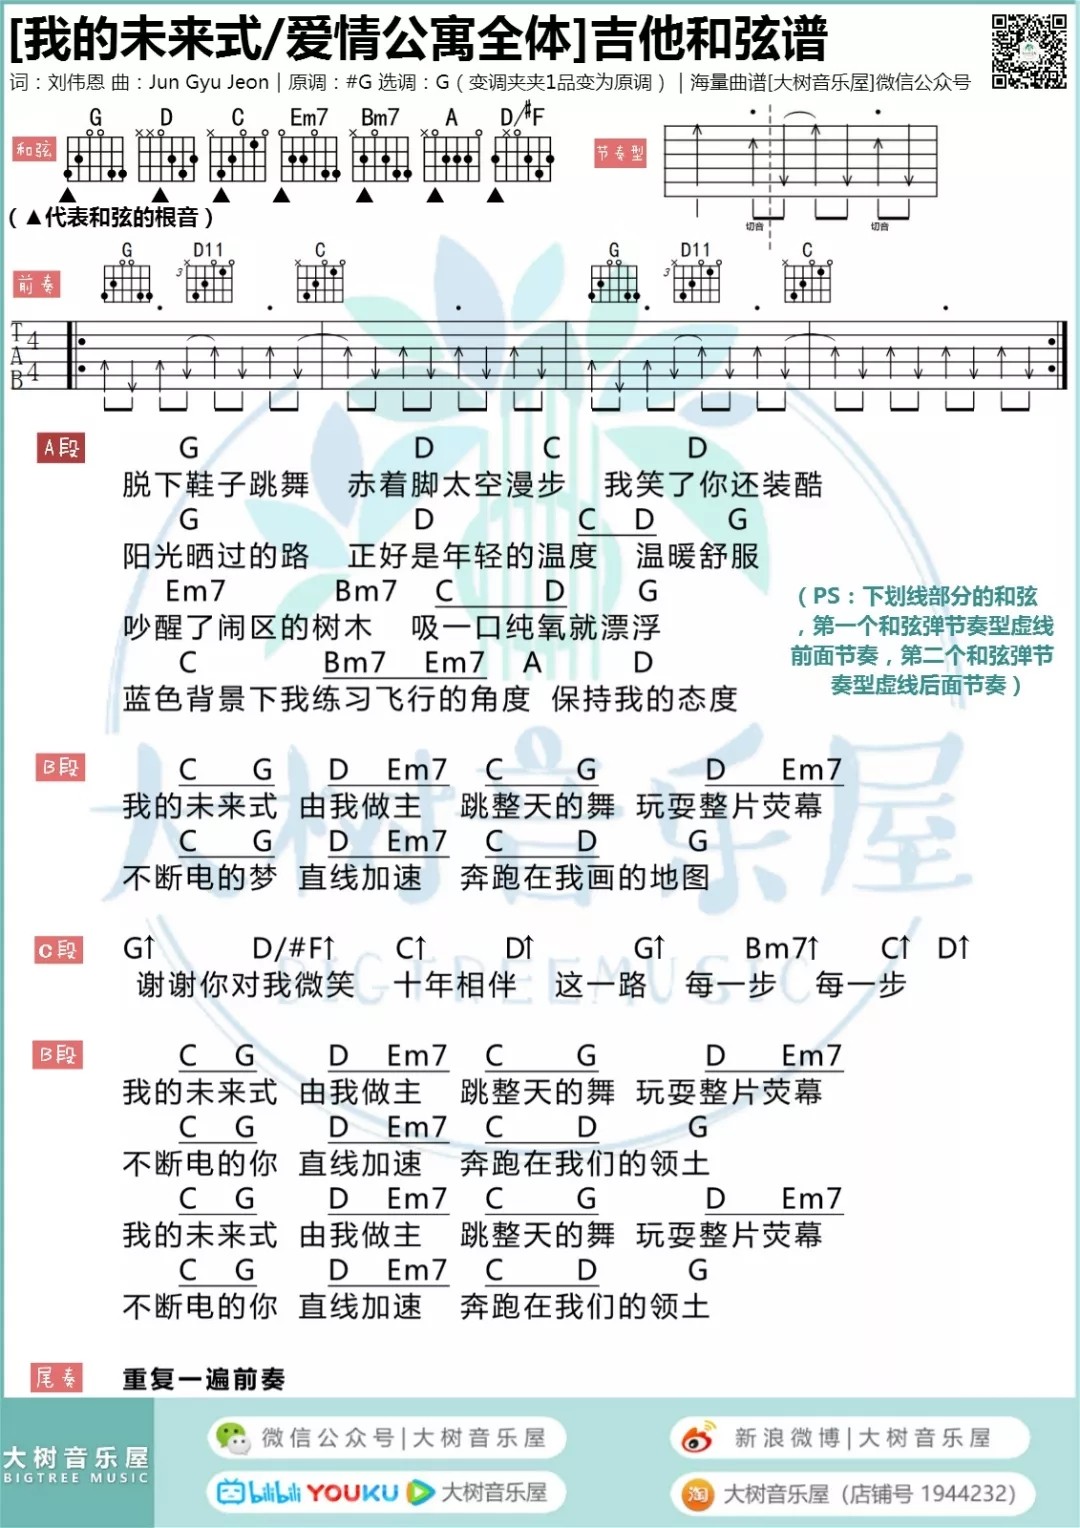 [我的未来式/爱情公寓全体]吉他和弦谱
词：刘伟恩 曲：Jun Gyu Jeon | 原调：#G 选调：G（变调夹夹1品变为原调）| 海量曲谱[大树音乐屋]微信公众号
和弦 G D C Em7 Bm7 A D/#F 节奏型
切音 切音
（▲代表和弦的根音）
前奏 G D11 C G D11 C
3 3
TAB 4/4
A段 G D C D
脱下鞋子跳舞 赤着脚太空漫步 我笑了你还装酷
G D C D G
阳光晒过的路 正好是年轻的温度 温暖舒服
Em7 Bm7 C D G
吵醒了闹区的树木 吸一口纯氧就漂浮
C Bm7 Em7 A D
蓝色背景下我练习飞行的角度 保持我的态度
（PS：下划线部分的和弦
，第一个和弦弹节奏型虚线
前面节奏，第二个和弦弹节
奏型虚线后面节奏）
B段 C G D Em7 C G D Em7
我的未来式 由我做主 跳整天的舞 玩耍整片荧幕
C G D Em7 C D G
不断电的梦 直线加速 奔跑在我画的地图
C段 G↑ D/#F↑ C↑ D↑ G↑ Bm7↑ C↑ D↑
谢谢你对我微笑 十年相伴 这一路 每一步 每一步
B段 C G D Em7 C G D Em7
我的未来式 由我做主 跳整天的舞 玩耍整片荧幕
C G D Em7 C D G
不断电的你 直线加速 奔跑在我们的领土
C G D Em7 C G D Em7
我的未来式 由我做主 跳整天的舞 玩耍整片荧幕
C G D Em7 C D G
不断电的你 直线加速 奔跑在我们的领土
尾奏 重复一遍前奏
大树音乐屋
BIGTREEMUSIC
大树音乐屋
BIGTREE MUSIC
微信公众号|大树音乐屋
新浪微博|大树音乐屋
bilibili YOUKU 大树音乐屋
淘 大树音乐屋（店铺号 1944232）